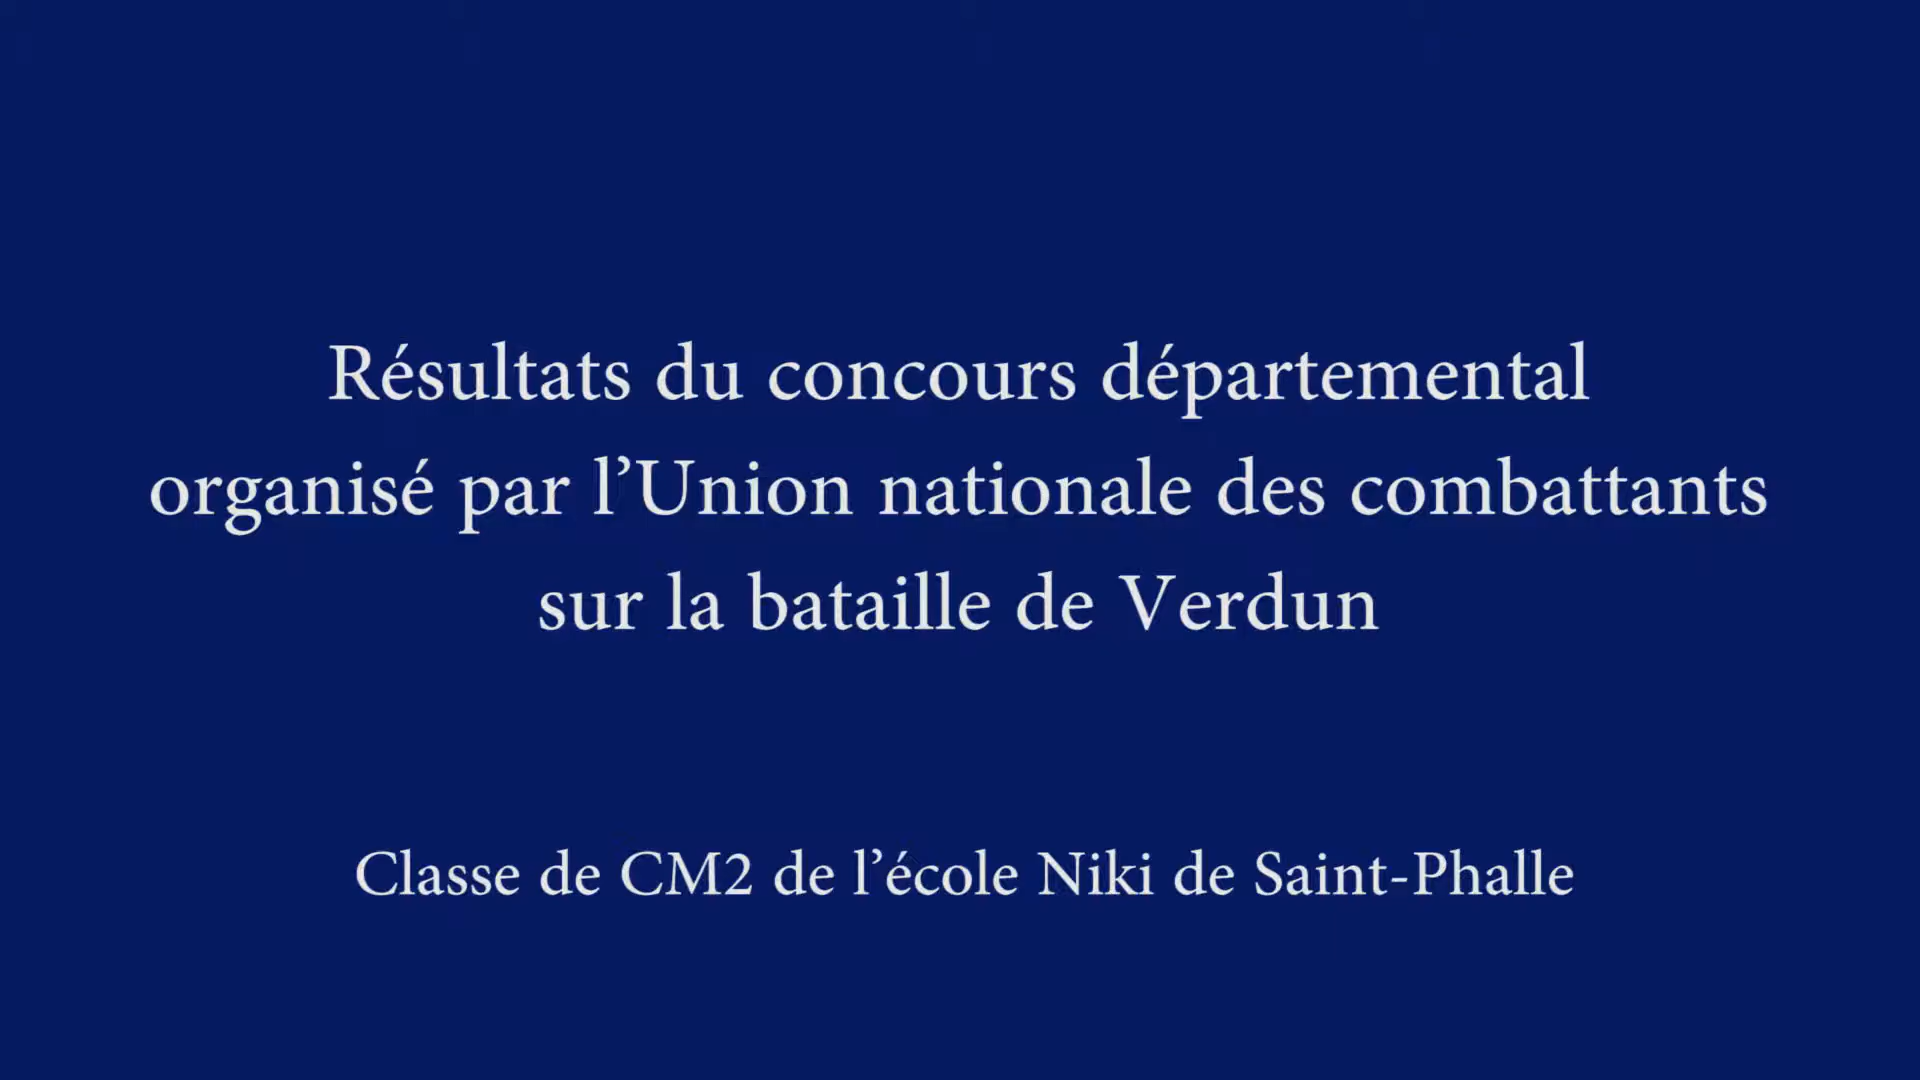 Résultats du concours départemental
organisé par l’Union nationale des combattants
sur la bataille de Verdun
Classe de CM2 de l’école Niki de Saint-Phalle